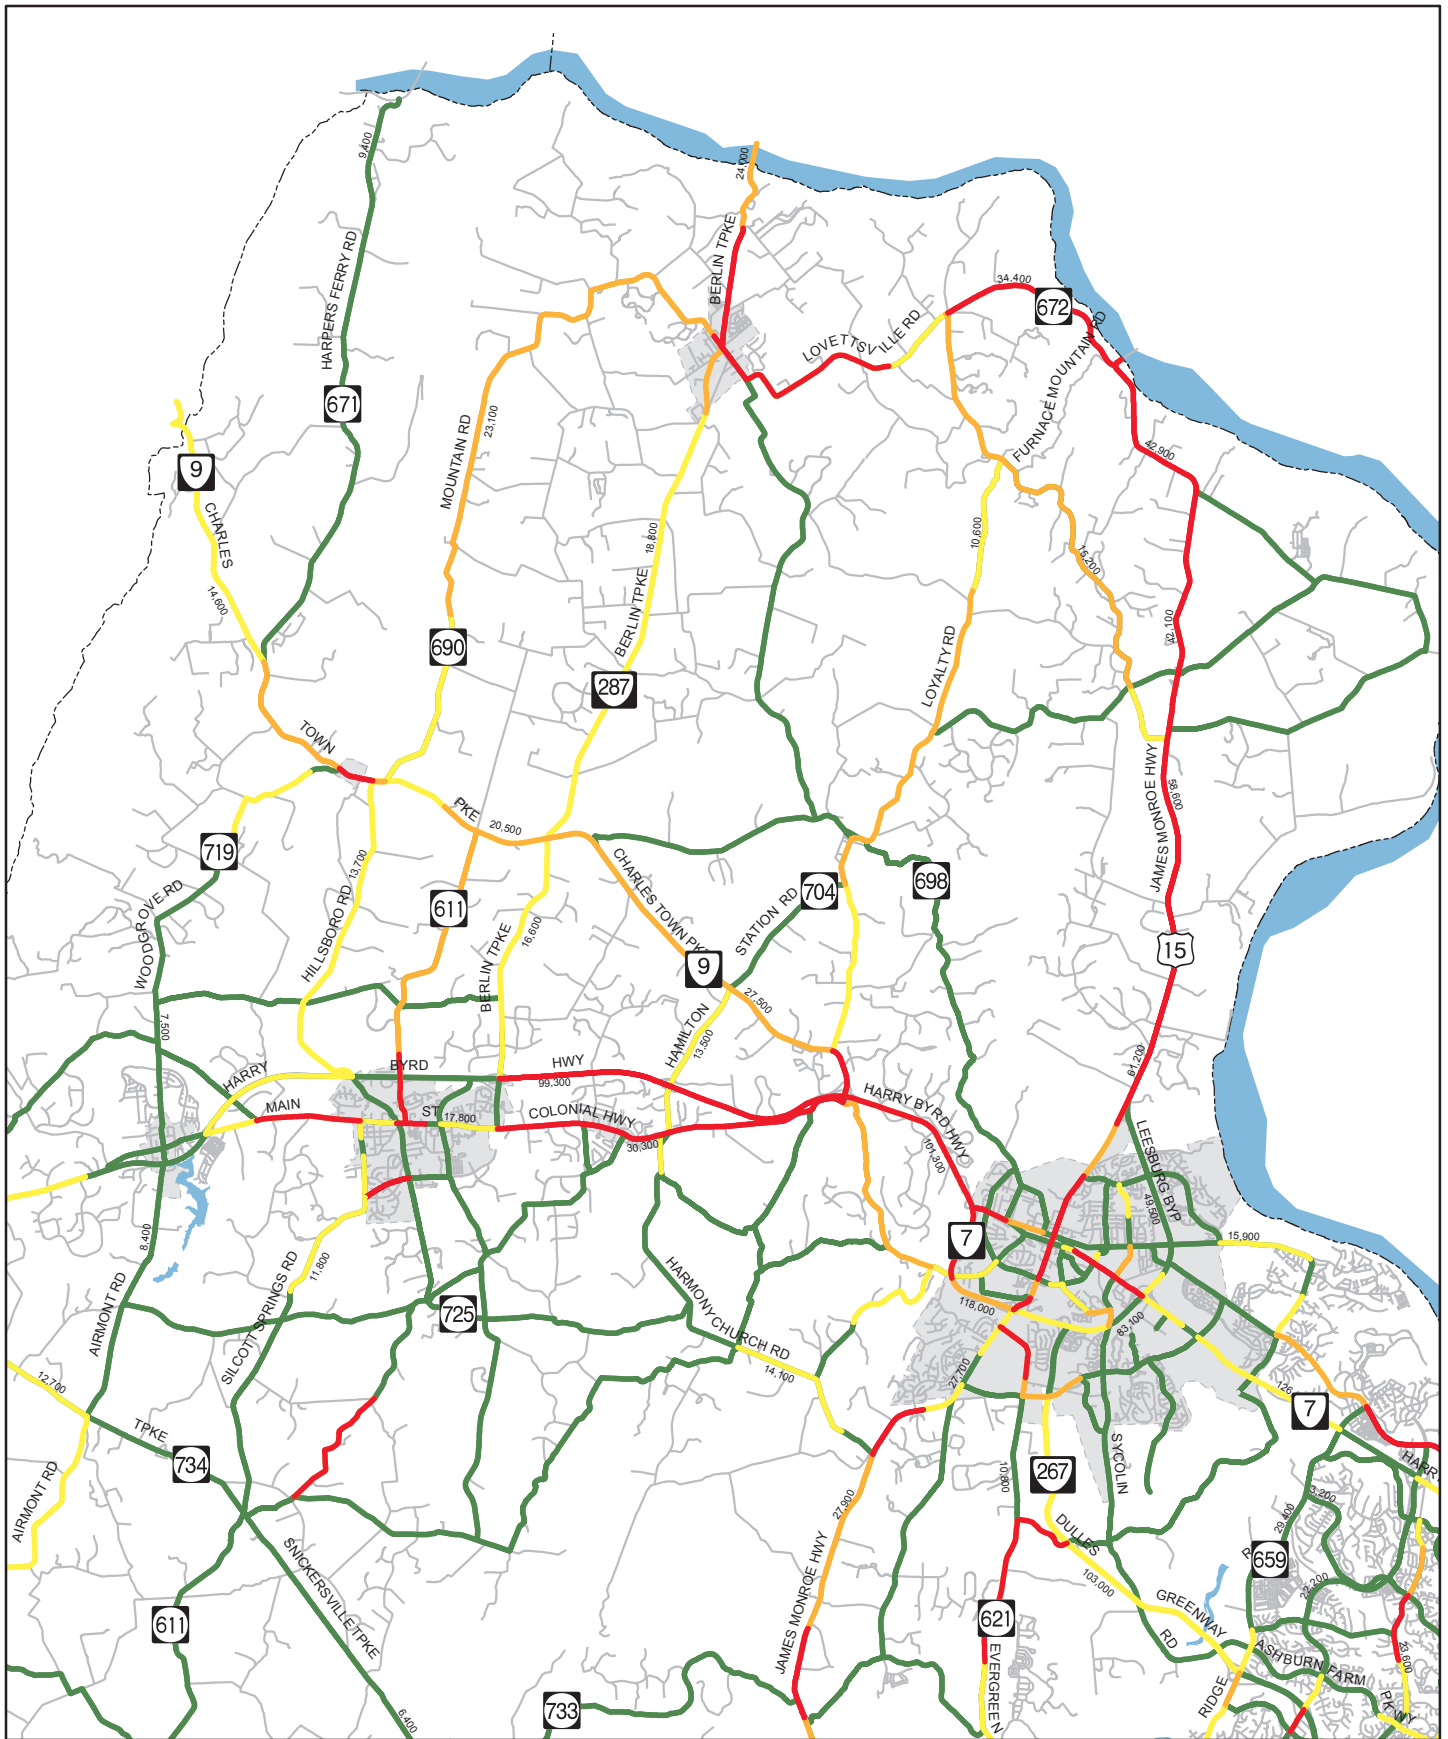 24,000
9,400
BERLIN TPKE
HARPERS FERRY RD
34,400
672
LOVETTSV ILLE RD
FURNACE MOUNTAIN RD
671
23,100
MOUNTAIN RD
42,900
9
CHARLES
18,800
10,600
15,200
14,600
BERLIN TPKE
42,100
690
LOYALTY RD
287
TOWN
JAMES MONROE HWY
58,600
PKE
20,500
719
13,700
CHARLES TOWN PK
698
704
WOODGROVE RD
611
HILLSBORO RD
STATION RD
16,600
BERLIN TPKE
15
9
27,500
7,500
HAMILTON
13,500
61,200
HARRY
BYRD
HWY
99,300
MAIN
ST
17,800
COLONIAL HWY
30,300
HARRY BYRD HWY
101,300
LEESBURG BYP
49,500
8,400
7
15,900
11,800
SILCOTT SPRINGS RD
AIRMONT RD
HARMONY CHURCH RD
725
118,000
83,100
14,100
27,700
12,700
126
7
TPKE
734
AIRMONT RD
SYCOLIN
HARRY
10,800
267
3,200
27,900
29,400
DULLES
R
659
SNICKERSVILLE TPKE
103,000
22,200
GREENWAY
611
621
JAMES MONROE HWY
RD
ASHBURN FARM
23,600
EVERGREEN
RIDGE
PKWY
733
6,400